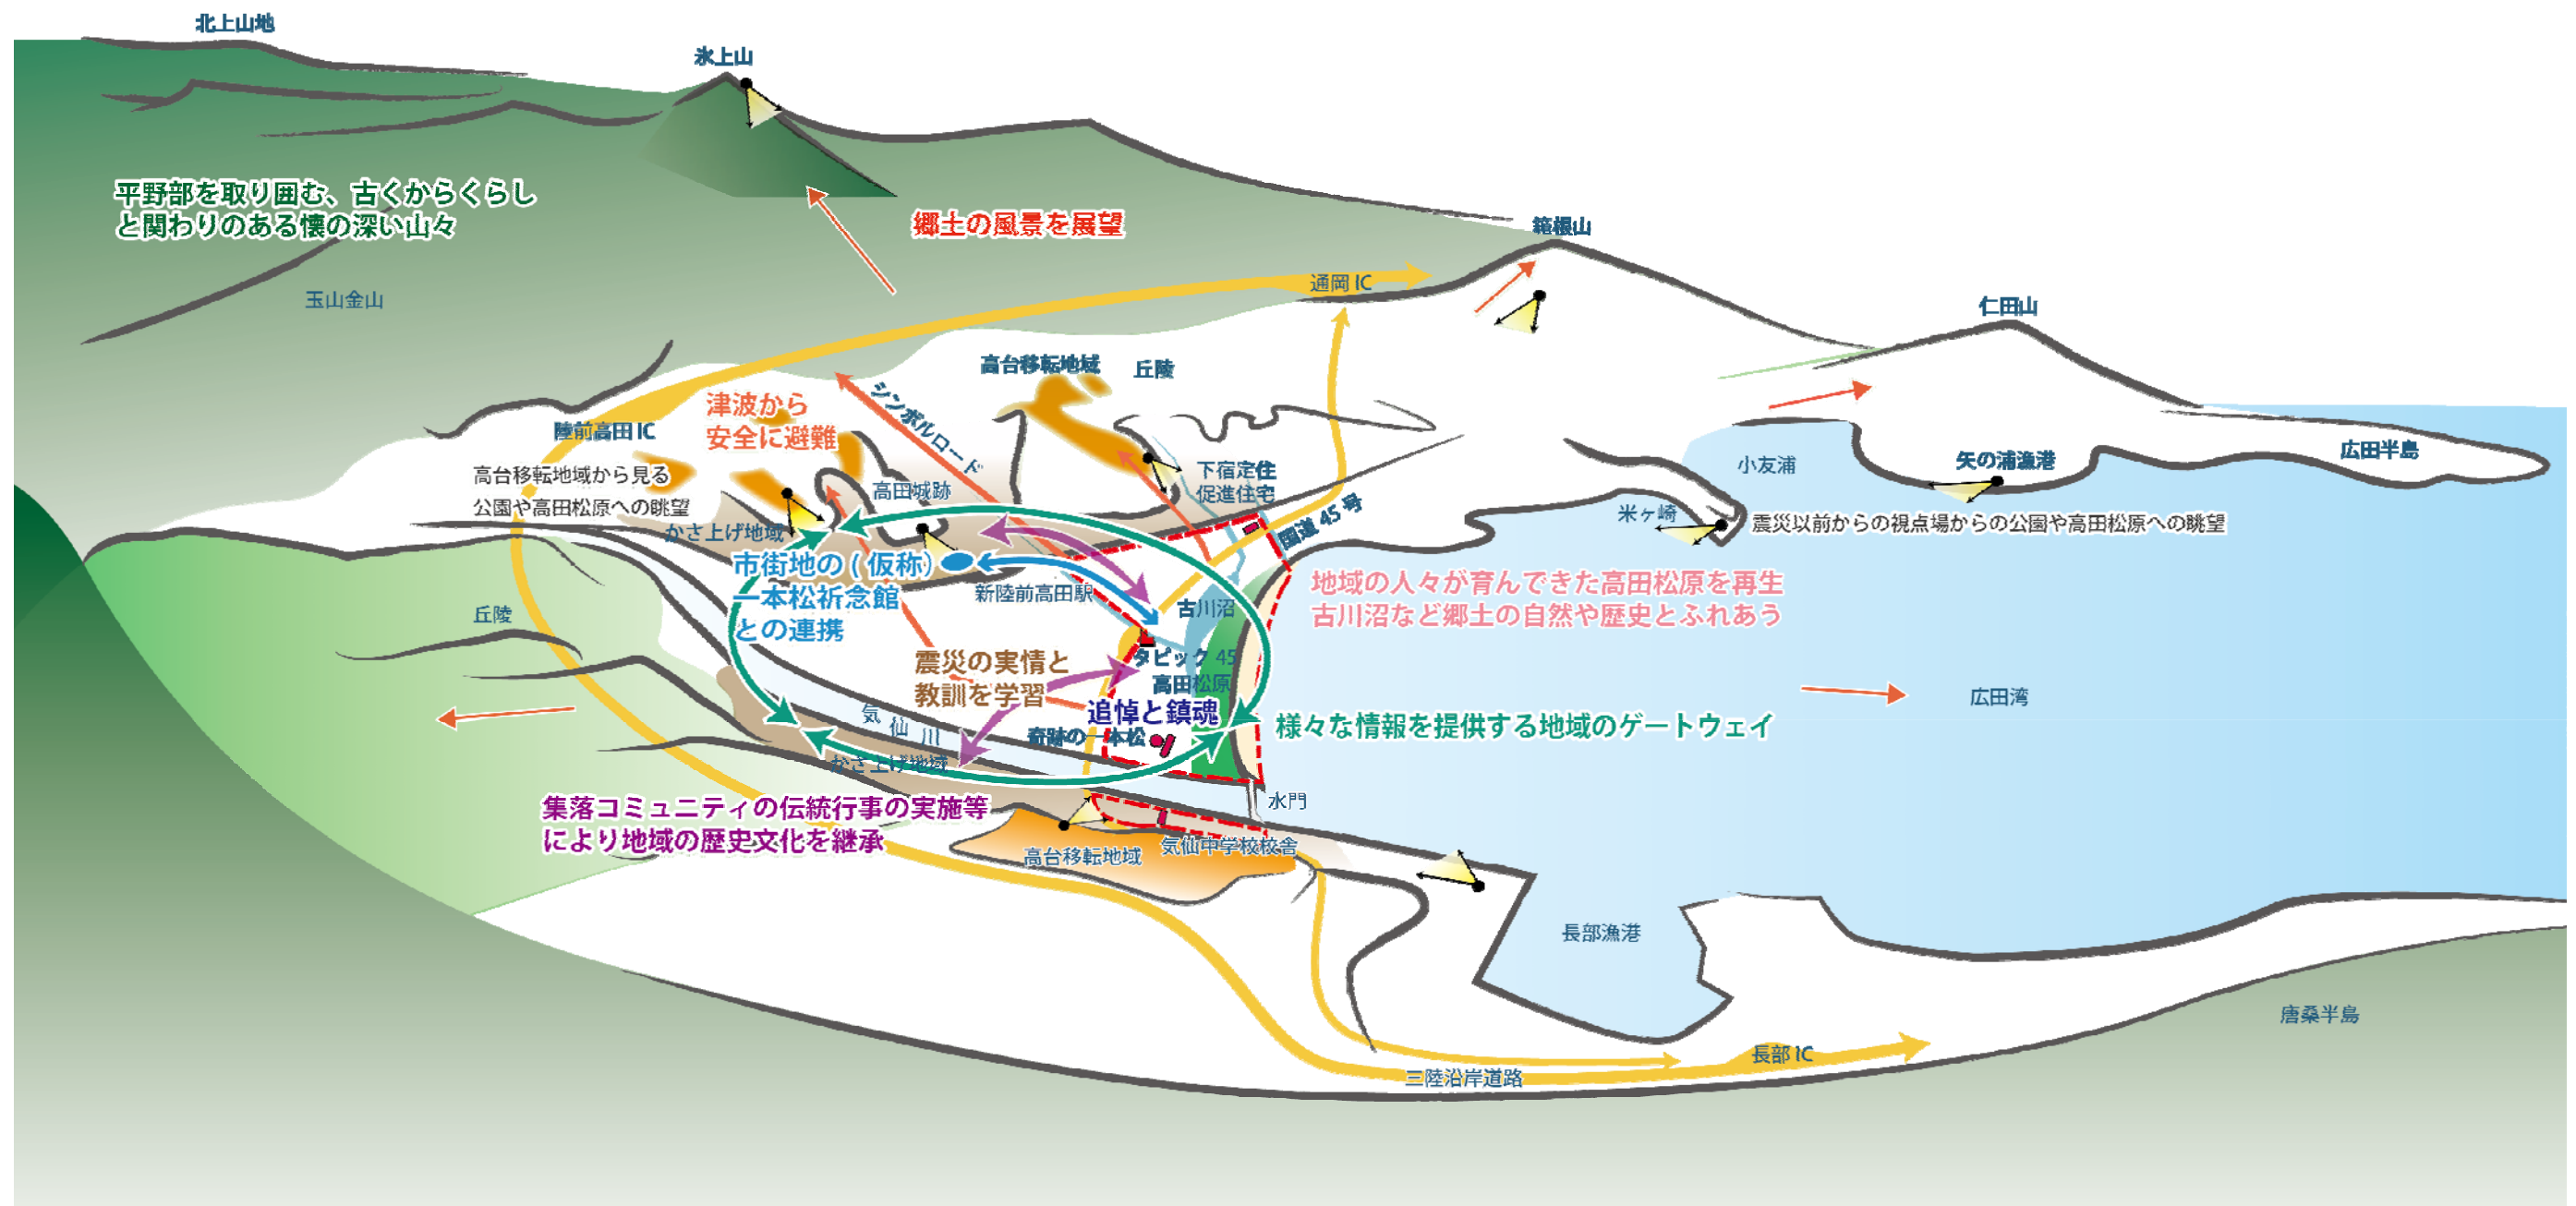 北上山地
氷上山
平野部を取り囲む、古くからくらし
と関わりのある懐の深い山々
郷土の風景を展望
箱根山
通岡 IC
玉山金山
仁田山
高台移転地域
丘陵
シンボルロード
津波から
安全に避難
陸前高田 IC
高台移転地域から見る
公園や高田松原への眺望
高田城跡
下宿定住
促進住宅
小友浦
矢の浦漁港
広田半島
かさ上げ地域
国道 45 号
米ヶ崎
震災以前からの視点場からの公園や高田松原への眺望
市街地の ( 仮称 )
一本松祈念館
との連携
新陸前高田駅
古川沼
地域の人々が育んできた高田松原を再生
古川沼など郷土の自然や歴史とふれあう
丘陵
震災の実情と
教訓を学習
タピック 45
高田松原
追悼と鎮魂
広田湾
気仙川
奇跡の一本松
様々な情報を提供する地域のゲートウェイ
かさ上げ地域
集落コミュニティの伝統行事の実施等
により地域の歴史文化を継承
水門
高台移転地域
気仙中学校校舎
長部漁港
唐桑半島
長部 IC
三陸沿岸道路